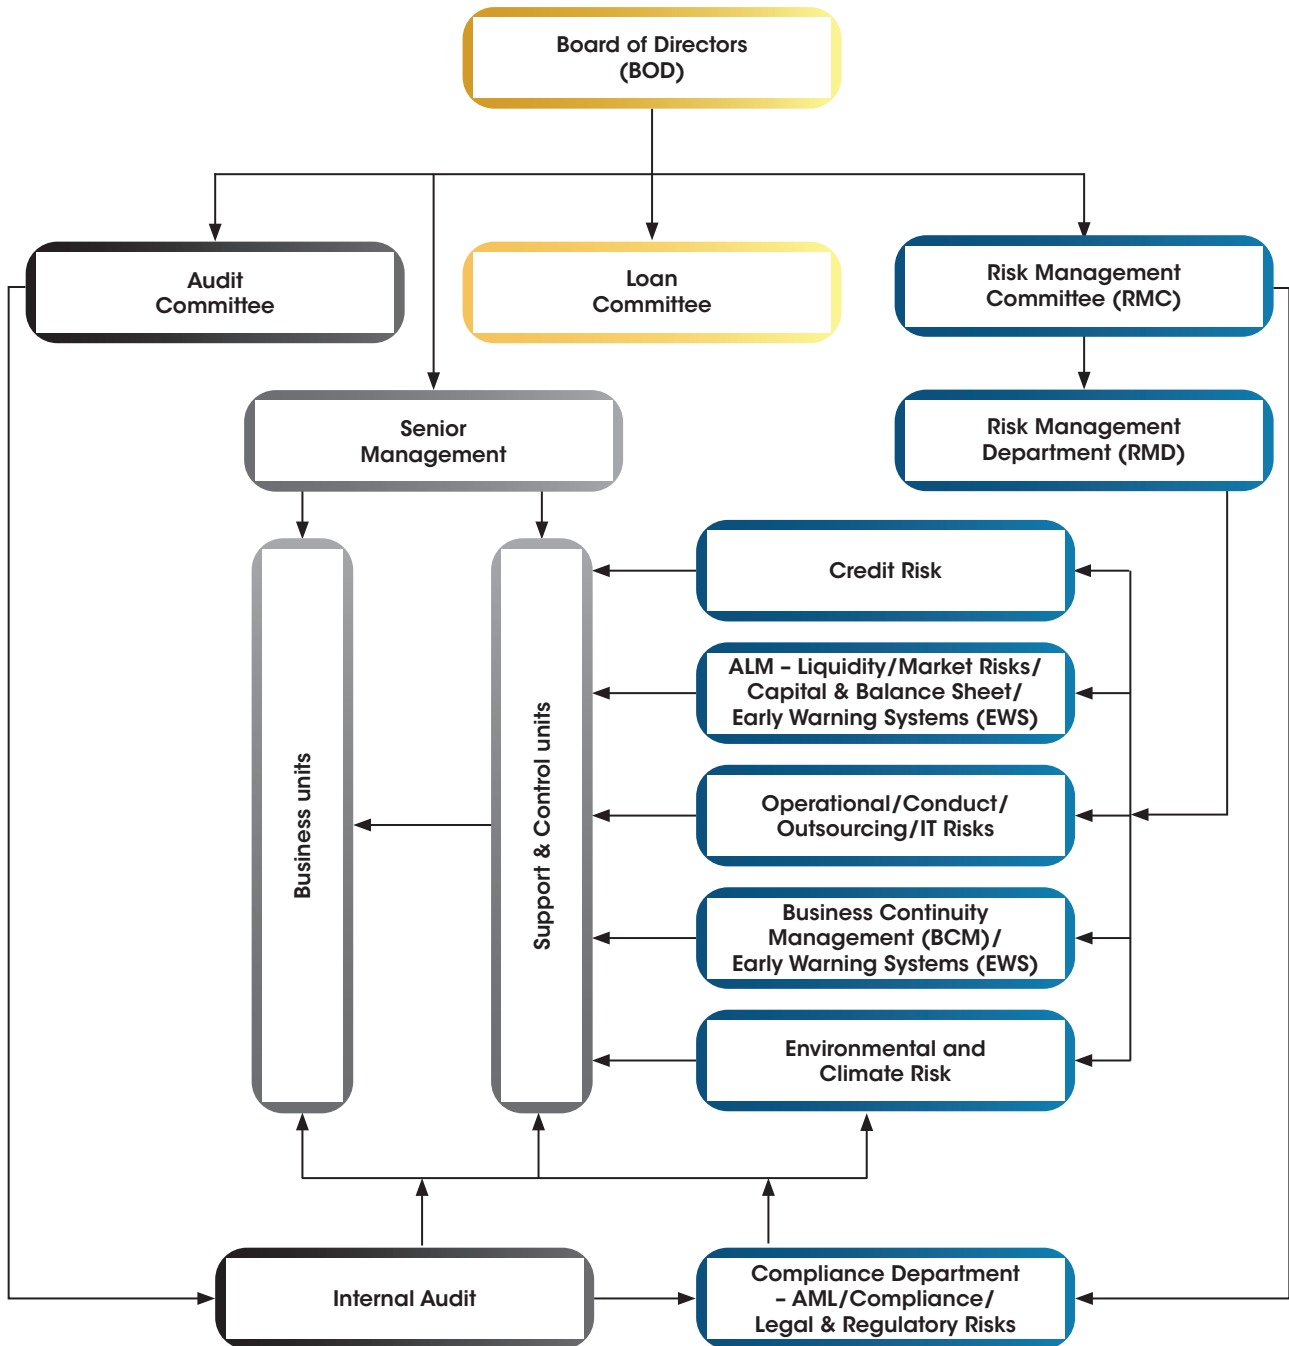 Board of Directors
(BOD)
Audit
Committee
Loan
Committee
Risk Management
Committee (RMC)
Senior
Management
Risk Management
Department (RMD)
Business units
Support & Control units
Credit Risk
ALM – Liquidity/Market Risks/
Capital & Balance Sheet/
Early Warning Systems (EWS)
Operational/Conduct/
Outsourcing/IT Risks
Business Continuity
Management (BCM)/
Early Warning Systems (EWS)
Environmental and
Climate Risk
Internal Audit
Compliance Department
– AML/Compliance/
Legal & Regulatory Risks